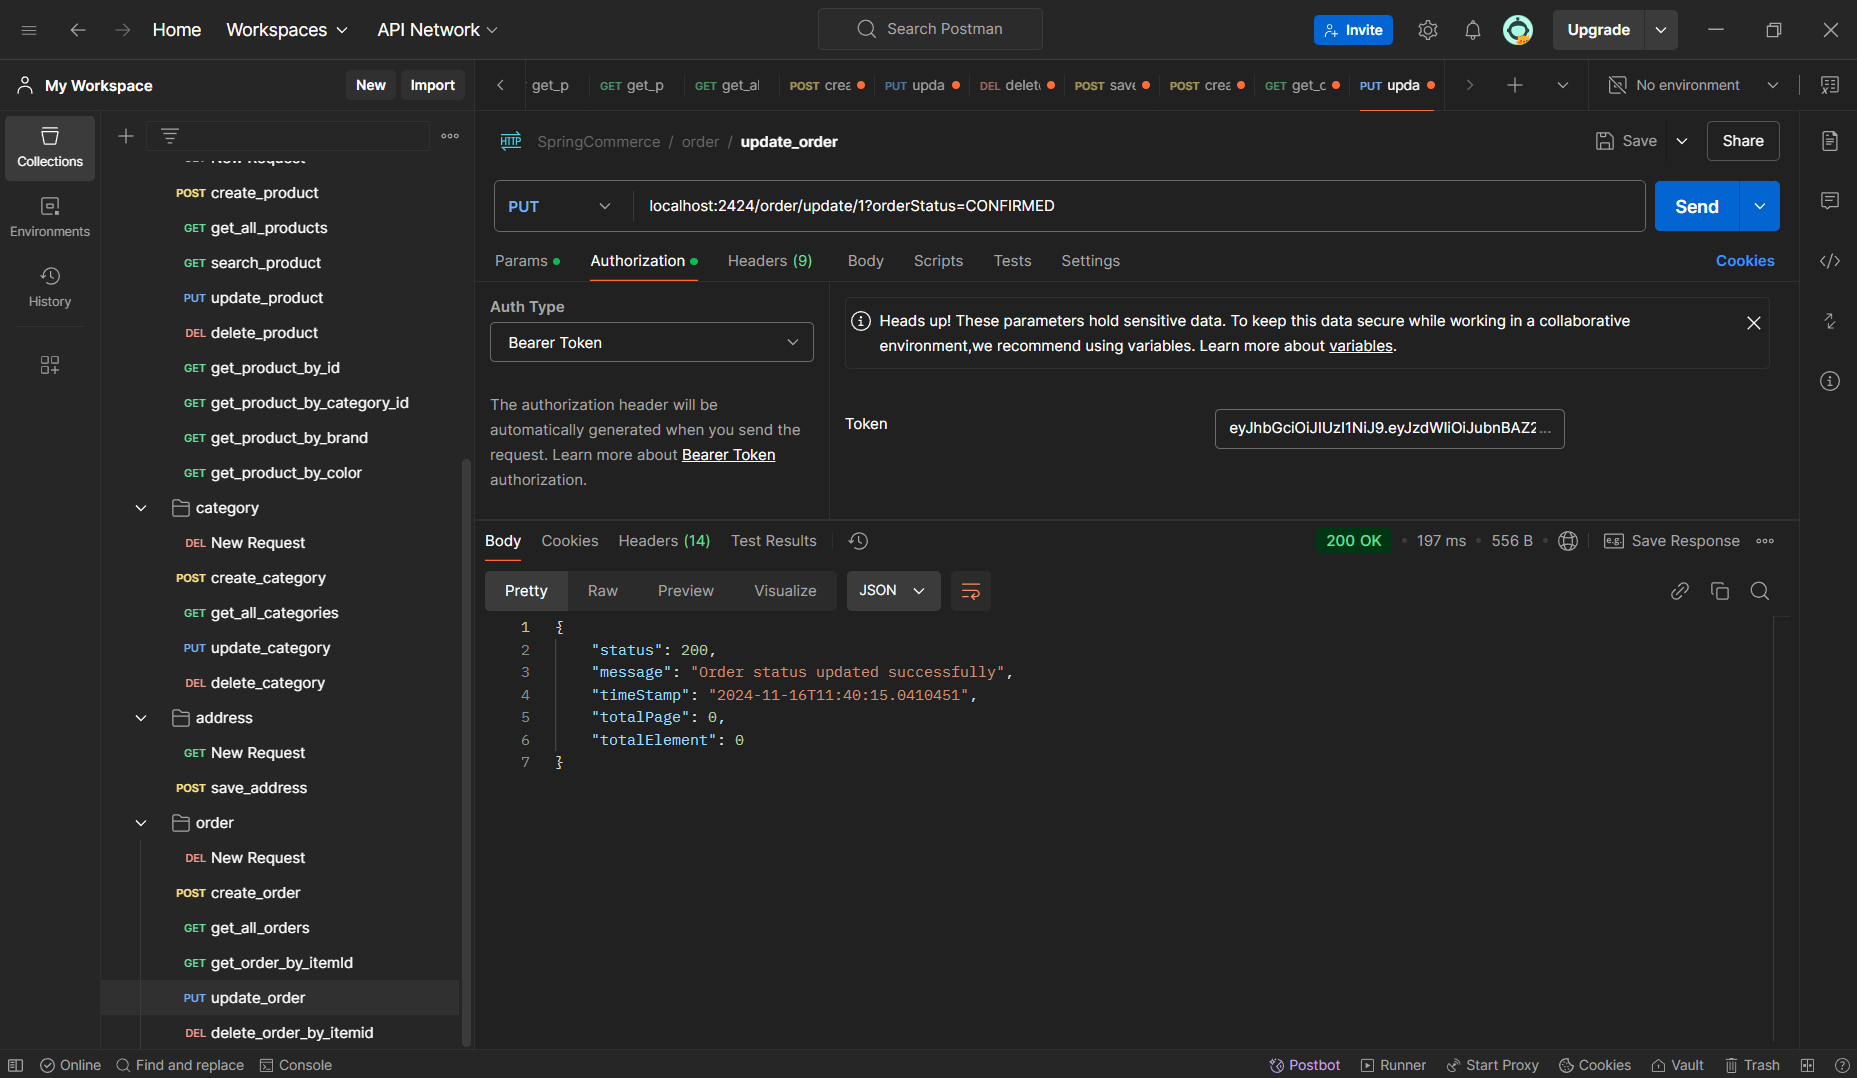 Home Workspaces API Network Search Postman Invite Upgrade
My Workspace New Import get_p GET get_p GET get_al POST crea PUT upda DEL delet POST save POST crea GET get_c PUT upda No environment
Collections
Environments
History
New Request
POST create_product
GET get_all_products
GET search_product
PUT update_product
DEL delete_product
GET get_product_by_id
GET get_product_by_category_id
GET get_product_by_brand
GET get_product_by_color
category
DEL New Request
POST create_category
GET get_all_categories
PUT update_category
DEL delete_category
address
GET New Request
POST save_address
order
DEL New Request
POST create_order
GET get_all_orders
GET get_order_by_itemId
PUT update_order
DEL delete_order_by_itemid
HTTP SpringCommerce / order / update_order Save Share
PUT localhost:2424/order/update/1?orderStatus=CONFIRMED Send
Params Authorization Headers (9) Body Scripts Tests Settings Cookies
Auth Type
Bearer Token
The authorization header will be
automatically generated when you send the
request. Learn more about Bearer Token
authorization.
Heads up! These parameters hold sensitive data. To keep this data secure while working in a collaborative
environment,we recommend using variables. Learn more about variables.
Token eyJhbGciOiJIUzI1NiJ9.eyJzdWIiOiJubnBAZ2...
Body Cookies Headers (14) Test Results 200 OK 197 ms 556 B e.g. Save Response
Pretty Raw Preview Visualize JSON
1 {
2 "status": 200,
3 "message": "Order status updated successfully",
4 "timeStamp": "2024-11-16T11:40:15.0410451",
5 "totalPage": 0,
6 "totalElement": 0
7 }
Online Find and replace Console Postbot Runner Start Proxy Cookies Vault Trash